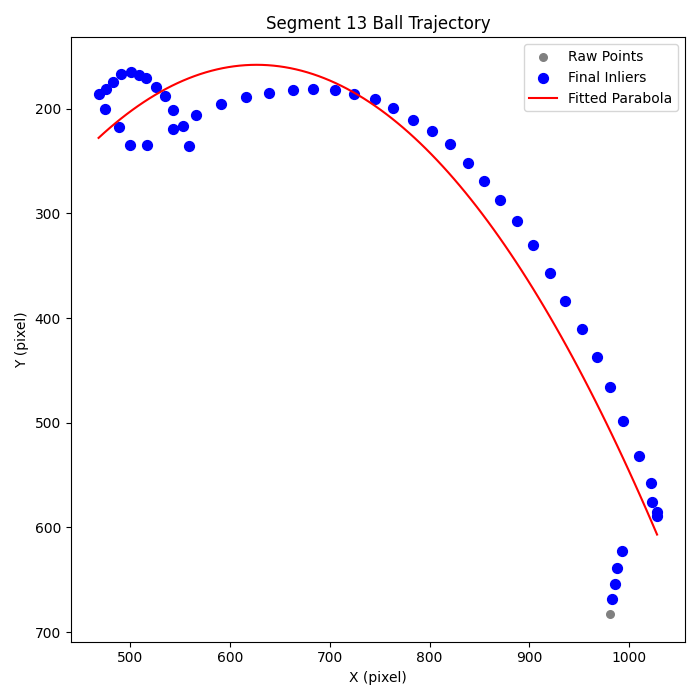 Segment 13 Ball Trajectory
Raw Points
Final Inliers
Fitted Parabola
200
300
400
500
600
700
Y (pixel)
500 600 700 800 900 1000
X (pixel)